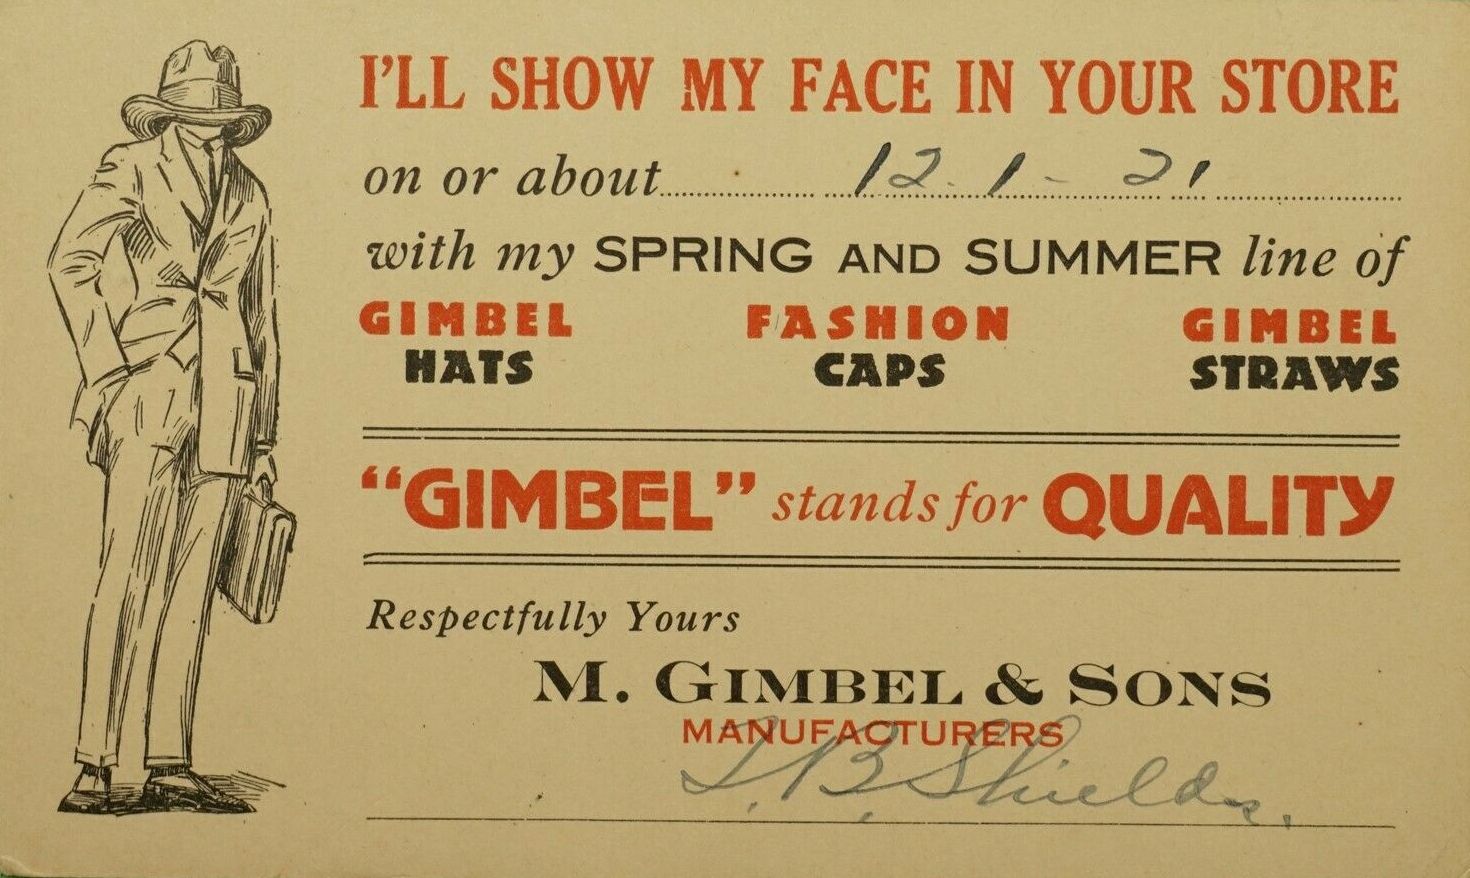 I'LL SHOW MY FACE IN YOUR STORE
on or about 12-1-21
with my SPRING AND SUMMER line of
GIMBEL HATS FASHION CAPS GIMBEL STRAWS
"GIMBEL" stands for QUALITY
Respectfully Yours
M. GIMBEL & SONS
MANUFACTURERS
T. B. Shields.